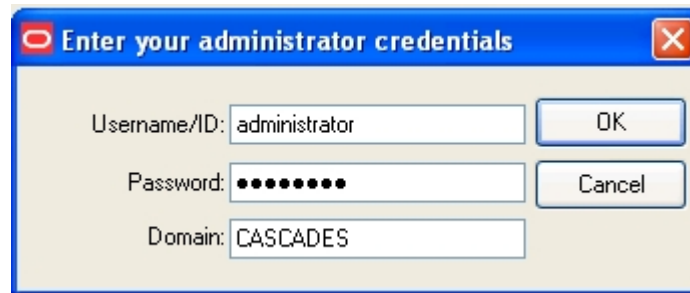 Enter your administrator credentials
Username/ID: administrator
OK
Password: ●●●●●●●●
Cancel
Domain: CASCADES